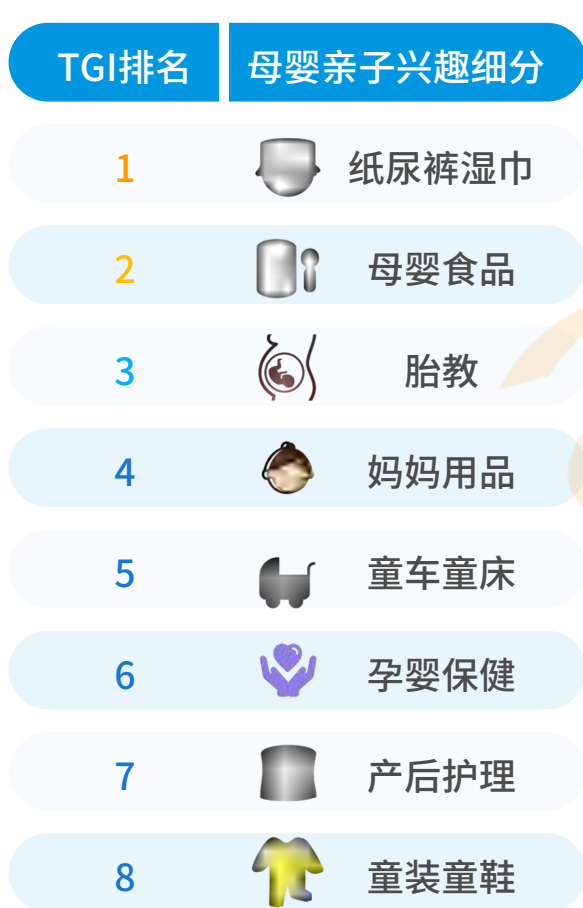 TGI排名 母婴亲子兴趣细分
1 纸尿裤湿巾
2 母婴食品
3 胎教
4 妈妈用品
5 童车童床
6 孕婴保健
7 产后护理
8 童装童鞋